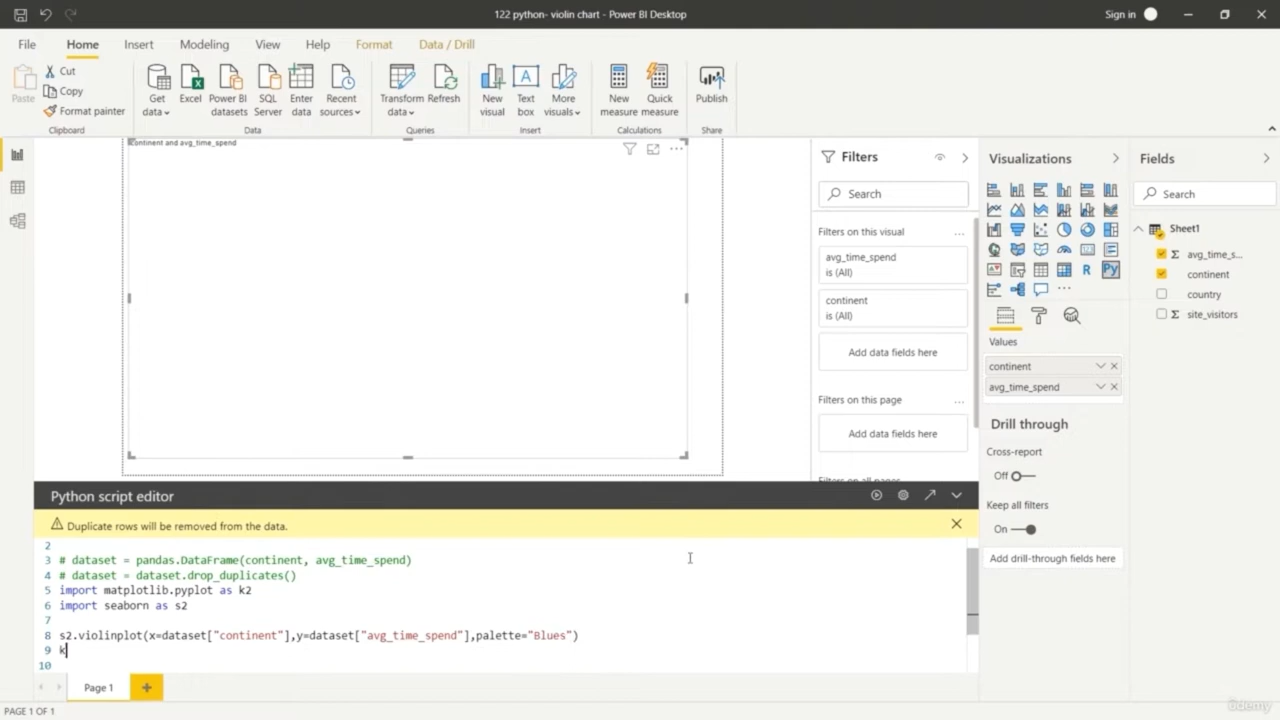 122 python- violin chart - Power BI Desktop
Sign in
File Home Insert Modeling View Help Format Data / Drill
Paste
Cut
Copy
Format painter
Clipboard
Get data
Excel
Power BI datasets
SQL Server
Enter data
Recent sources
Data
Transform data
Refresh
Queries
New visual
Text box
More visuals
Insert
New measure
Quick measure
Calculations
Publish
Share
continent and avg_time_spend
Filters
Search
Filters on this visual
avg_time_spend
is (All)
continent
is (All)
Add data fields here
Filters on this page
Add data fields here
Visualizations
R
Py
Values
continent
avg_time_spend
Drill through
Cross-report
Off
Keep all filters
On
Add drill-through fields here
Fields
Search
Sheet1
Σ avg_time_s...
continent
country
Σ site_visitors
Python script editor
Duplicate rows will be removed from the data.
2
3 # dataset = pandas.DataFrame(continent, avg_time_spend)
4 # dataset = dataset.drop_duplicates()
5 import matplotlib.pyplot as k2
6 import seaborn as s2
7
8 s2.violinplot(x=dataset["continent"],y=dataset["avg_time_spend"],palette="Blues")
9 k
10
Page 1
PAGE 1 OF 1
ûdemy